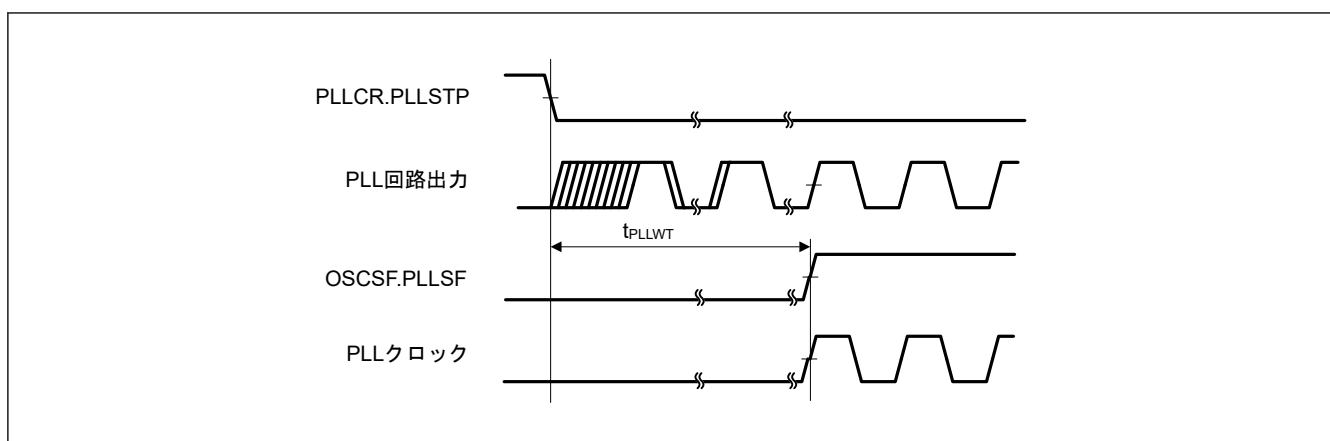 PLLCR.PLLSTP
PLL回路出力
tPLLWT
OSCSF.PLLSF
PLLクロック